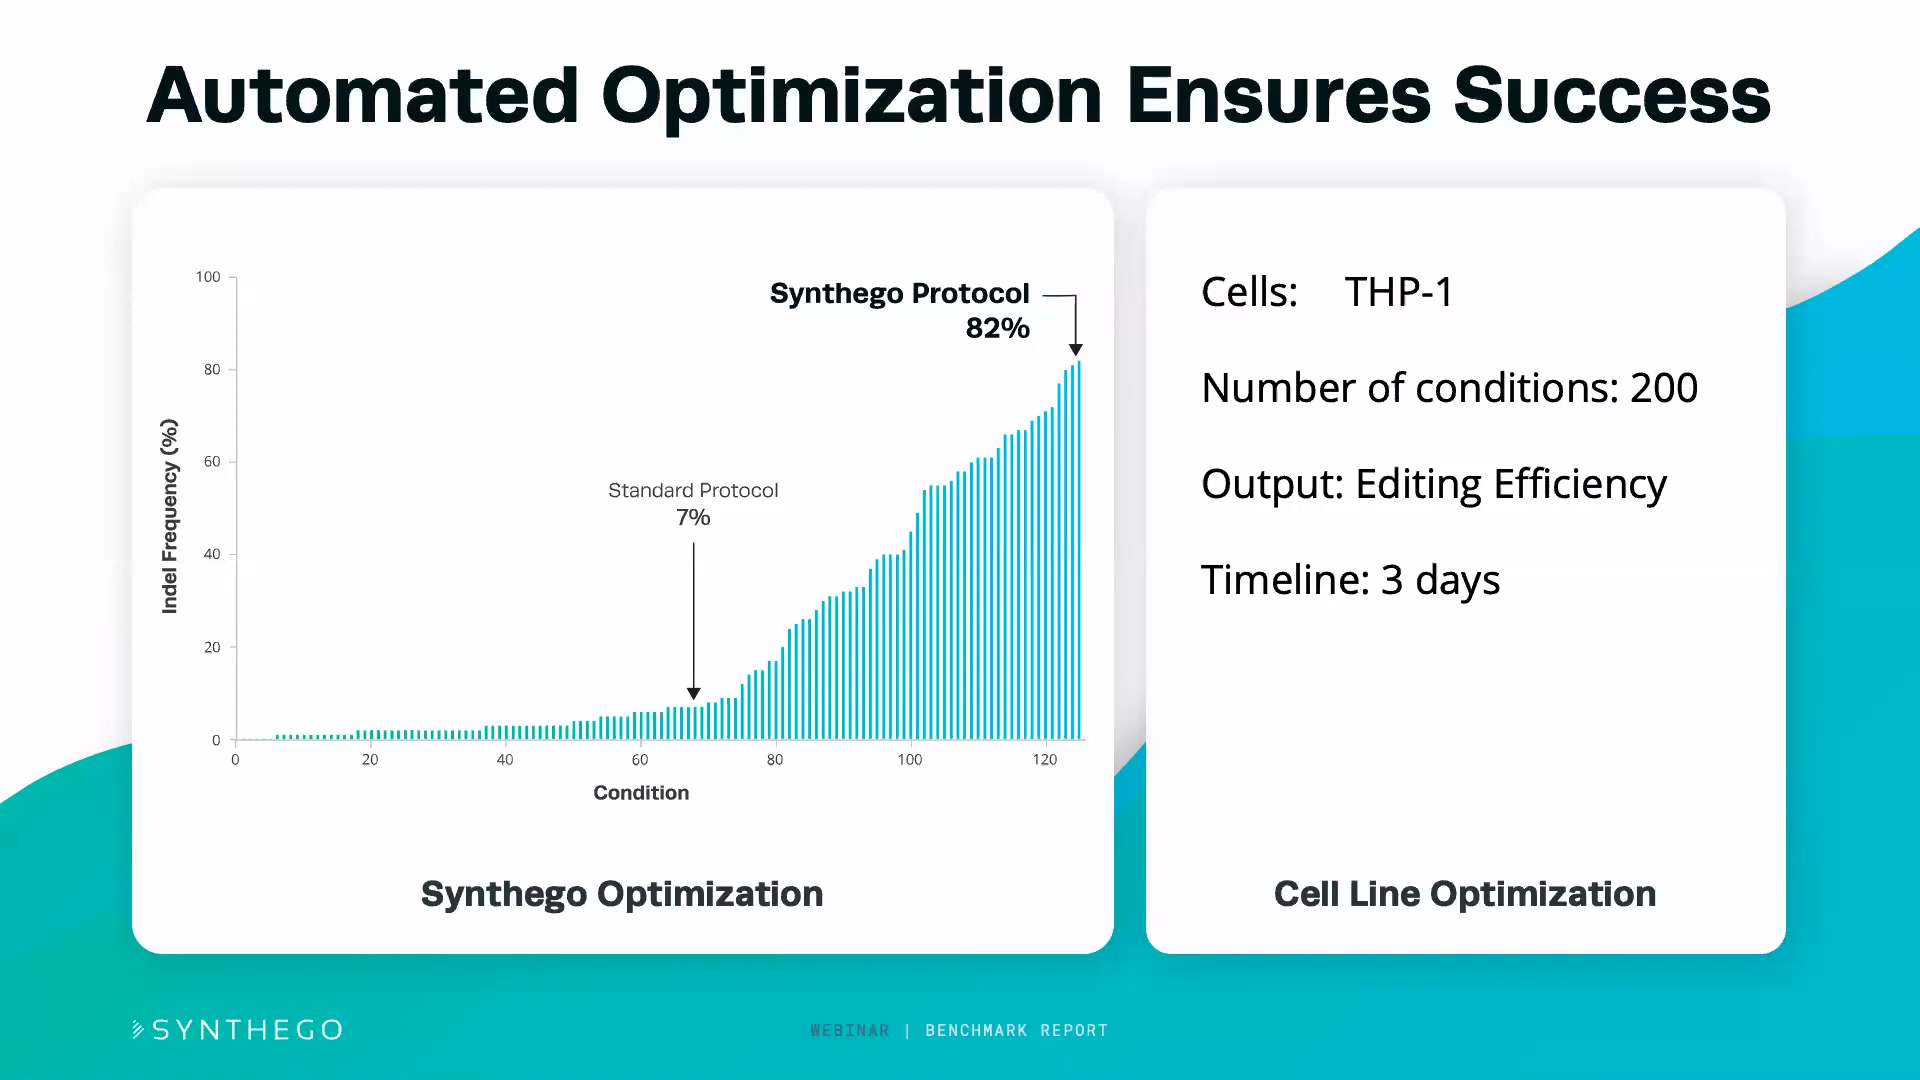 Automated Optimization Ensures Success
Synthego Protocol
82%
Standard Protocol
7%
Indel Frequency (%)
100
80
60
40
20
0
0 20 40 60 80 100 120
Condition
Synthego Optimization
Cells: THP-1
Number of conditions: 200
Output: Editing Efficiency
Timeline: 3 days
Cell Line Optimization
SYNTHEGO
WEBINAR | BENCHMARK REPORT